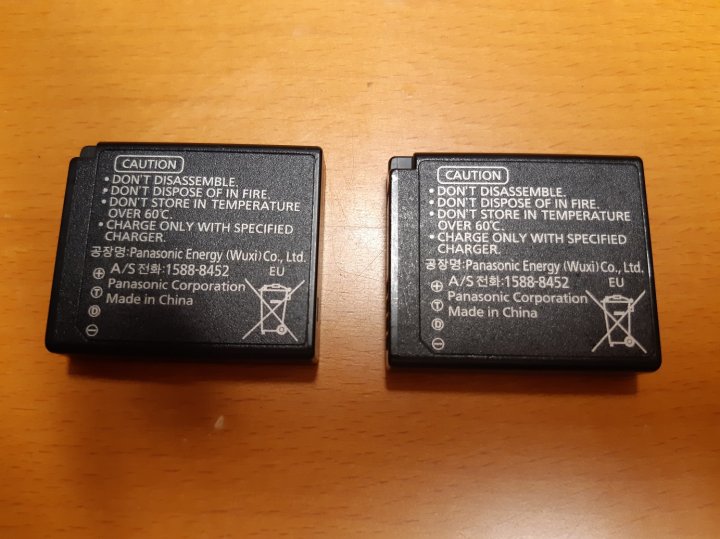 CAUTION
• DON'T DISASSEMBLE.
• DON'T DISPOSE OF IN FIRE.
• DON'T STORE IN TEMPERATURE
OVER 60℃.
• CHARGE ONLY WITH SPECIFIED
CHARGER.
공장명:Panasonic Energy (Wuxi) Co., Ltd.
⊕ A/S 전화:1588-8452 EU
Ⓣ Panasonic Corporation
Ⓓ Made in China
⊖
CAUTION
• DON'T DISASSEMBLE.
• DON'T DISPOSE OF IN FIRE.
• DON'T STORE IN TEMPERATURE
OVER 60℃.
• CHARGE ONLY WITH SPECIFIED
CHARGER.
공장명:Panasonic Energy (Wuxi) Co., Ltd.
⊕ A/S 전화:1588-8452 EU
Ⓣ Panasonic Corporation
Ⓓ Made in China
⊖